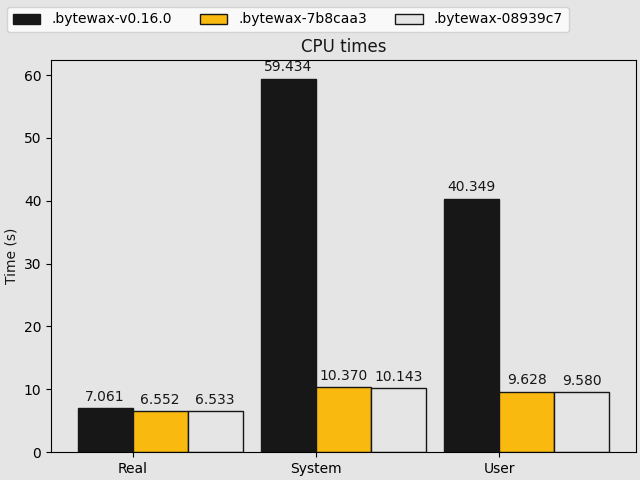 .bytewax-v0.16.0 .bytewax-7b8caa3 .bytewax-08939c7
CPU times
59.434
60
50
40.349
40
Time (s)
30
20
10.370 10.143
9.628 9.580
10
7.061 6.552 6.533
0
Real System User